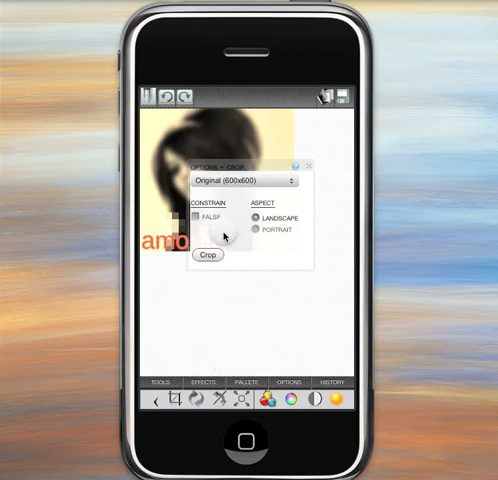 OPTIONS - CROP
Original (600x600)
CONSTRAIN ASPECT
FALSE LANDSCAPE
PORTRAIT
amo
Crop
TOOLS EFFECTS PALLETE OPTIONS HISTORY